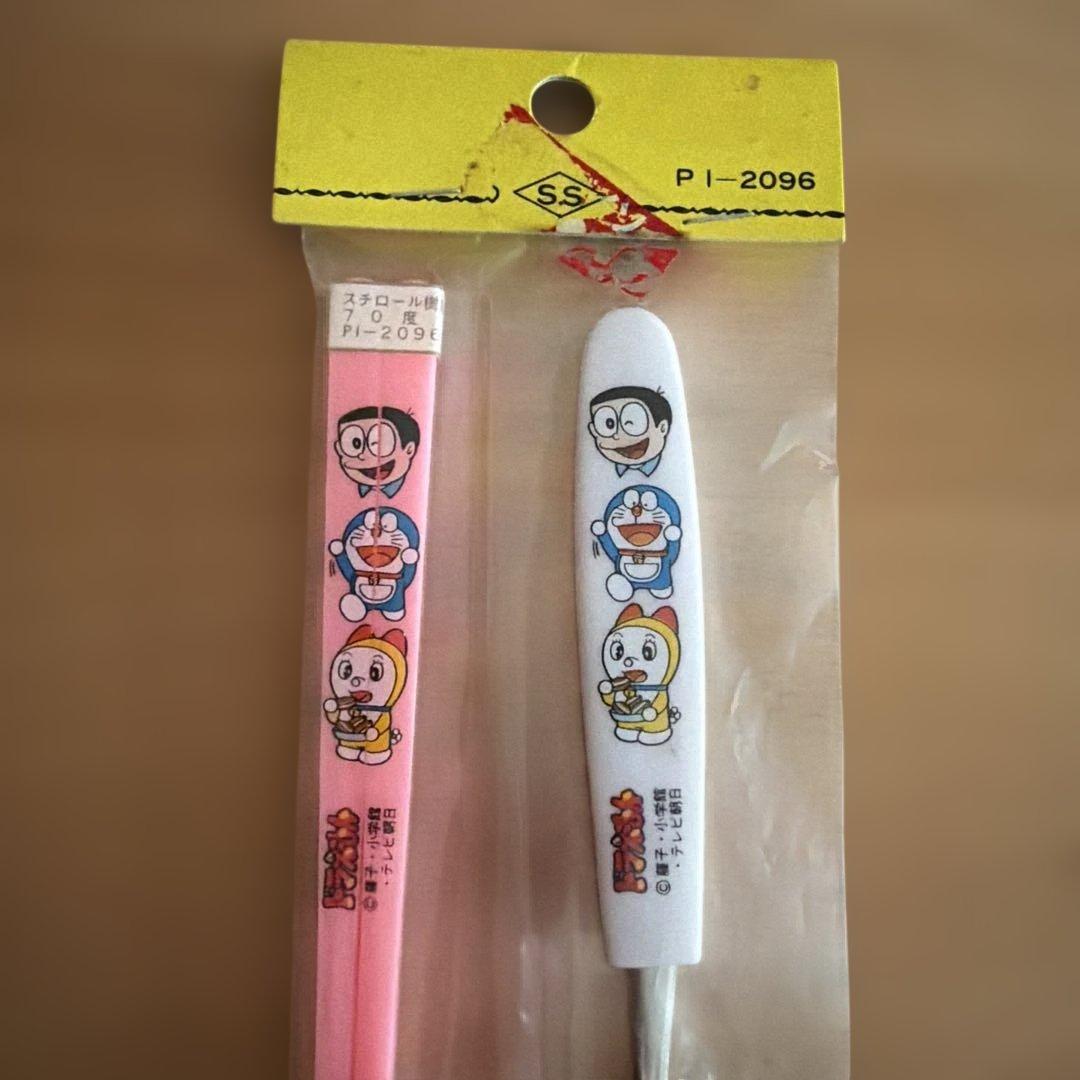 P I-2096
S.S
スチロール樹
70度
PI-2096
ドラえもん
©藤子・小学館
・テレビ朝日
ドラえもん
©藤子・小学館
・テレビ朝日